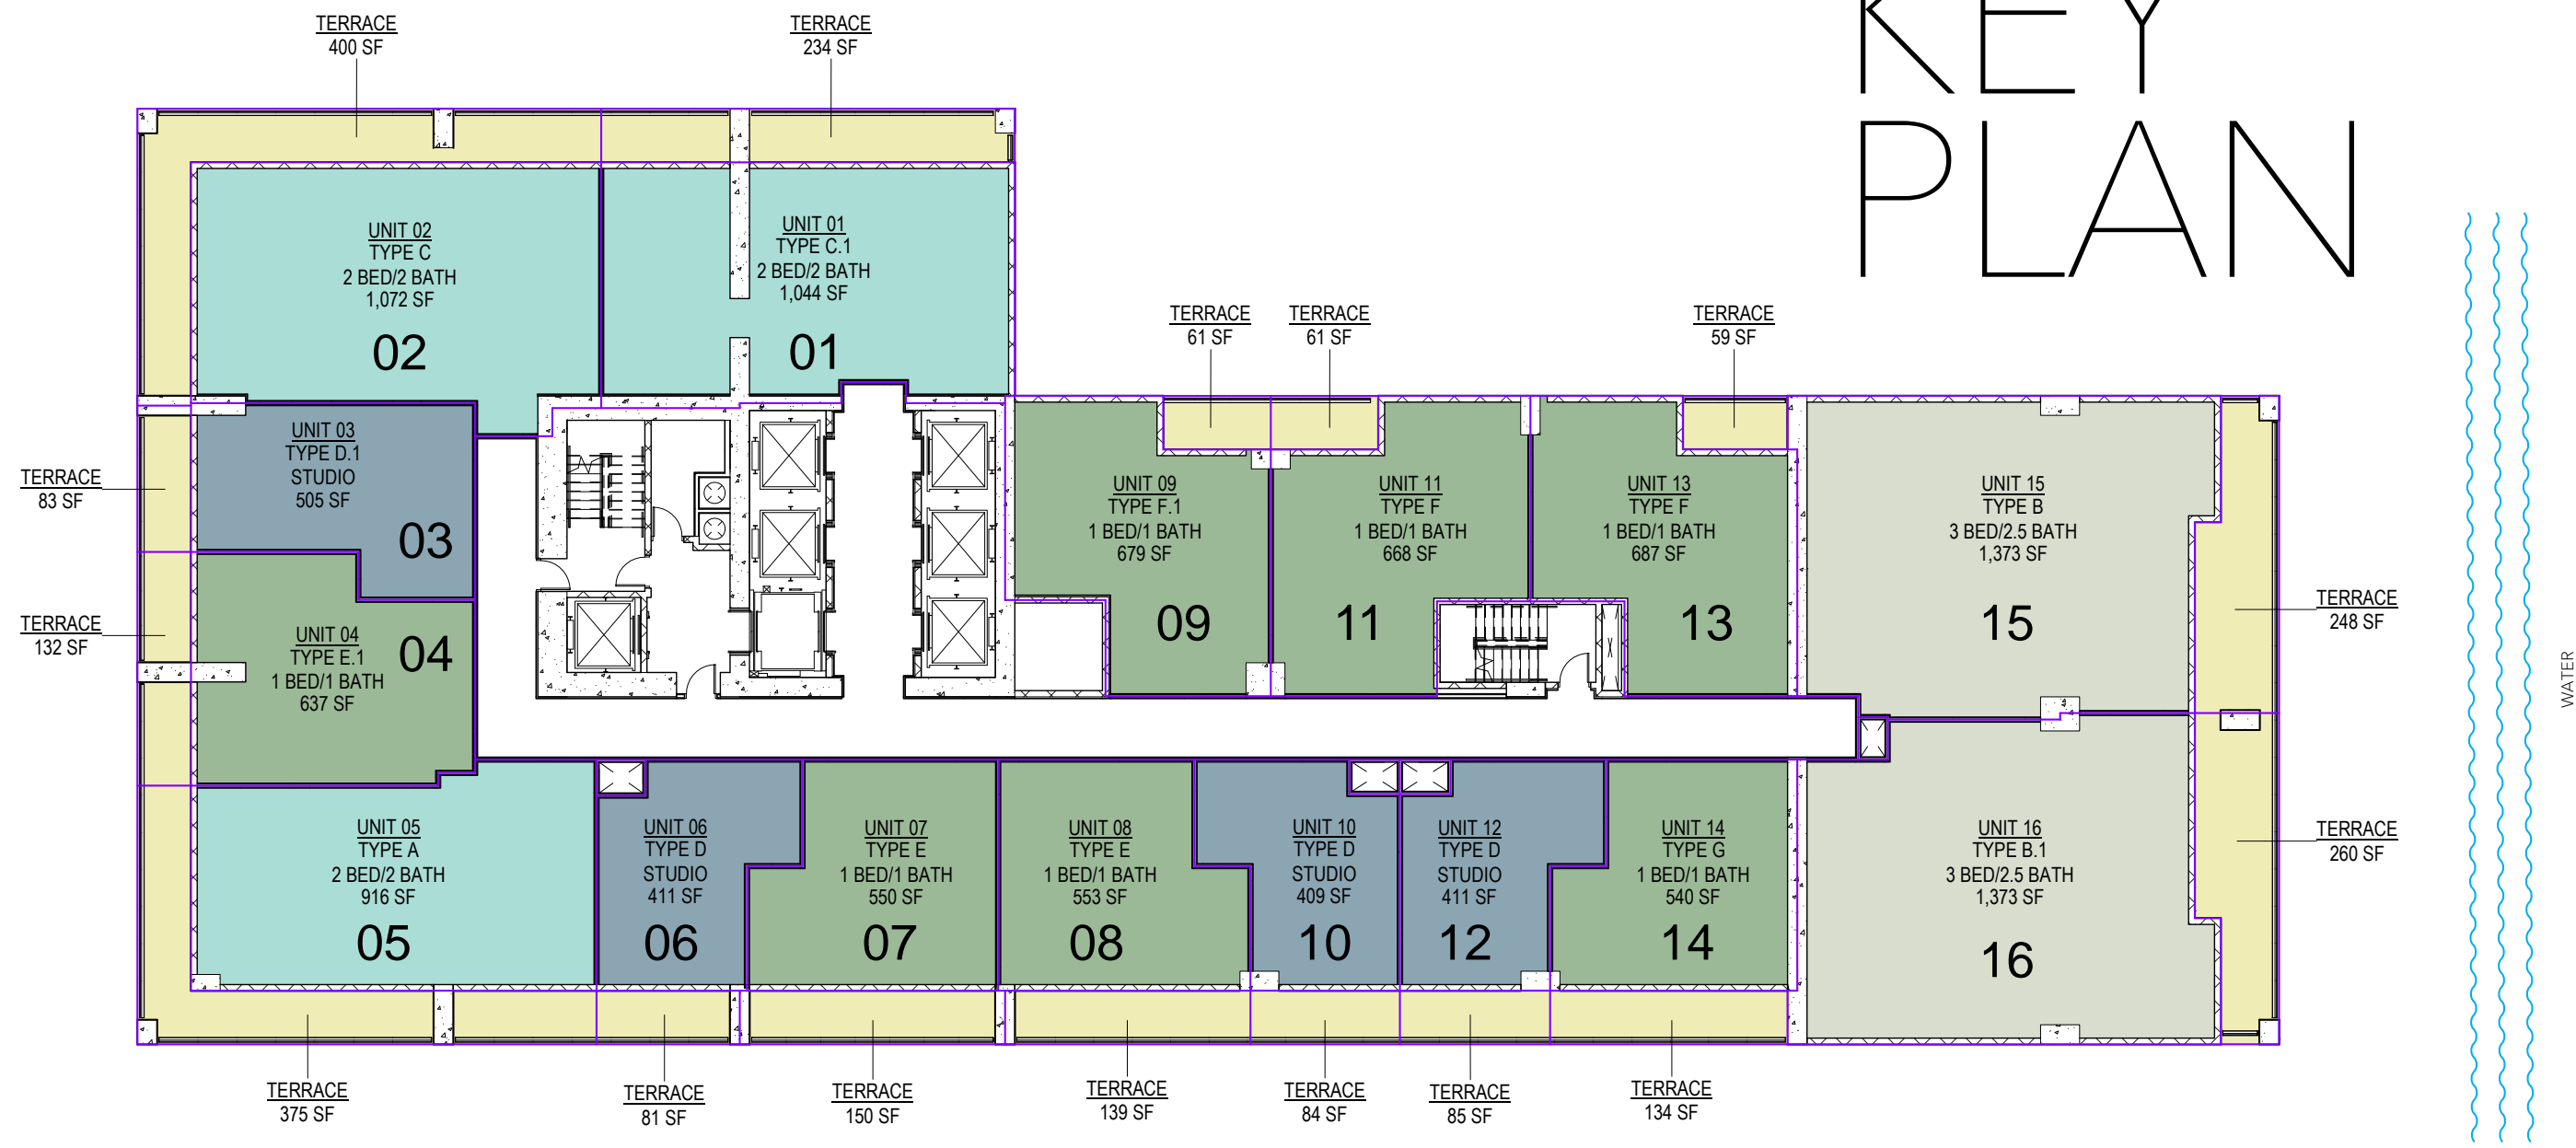 KEY
PLAN
TERRACE
400 SF
TERRACE
234 SF
UNIT 02
TYPE C
2 BED/2 BATH
1,072 SF
02
UNIT 01
TYPE C.1
2 BED/2 BATH
1,044 SF
01
TERRACE
61 SF
TERRACE
61 SF
TERRACE
59 SF
TERRACE
83 SF
UNIT 03
TYPE D.1
STUDIO
505 SF
03
TERRACE
132 SF
UNIT 04
TYPE E.1
1 BED/1 BATH
637 SF
04
UNIT 09
TYPE F.1
1 BED/1 BATH
679 SF
09
UNIT 11
TYPE F
1 BED/1 BATH
668 SF
11
UNIT 13
TYPE F
1 BED/1 BATH
687 SF
13
UNIT 15
TYPE B
3 BED/2.5 BATH
1,373 SF
15
TERRACE
248 SF
WATER
UNIT 05
TYPE A
2 BED/2 BATH
916 SF
05
UNIT 06
TYPE D
STUDIO
411 SF
06
UNIT 07
TYPE E
1 BED/1 BATH
550 SF
07
UNIT 08
TYPE E
1 BED/1 BATH
553 SF
08
UNIT 10
TYPE D
STUDIO
409 SF
10
UNIT 12
TYPE D
STUDIO
411 SF
12
UNIT 14
TYPE G
1 BED/1 BATH
540 SF
14
UNIT 16
TYPE B.1
3 BED/2.5 BATH
1,373 SF
16
TERRACE
260 SF
TERRACE
375 SF
TERRACE
81 SF
TERRACE
150 SF
TERRACE
139 SF
TERRACE
84 SF
TERRACE
85 SF
TERRACE
134 SF